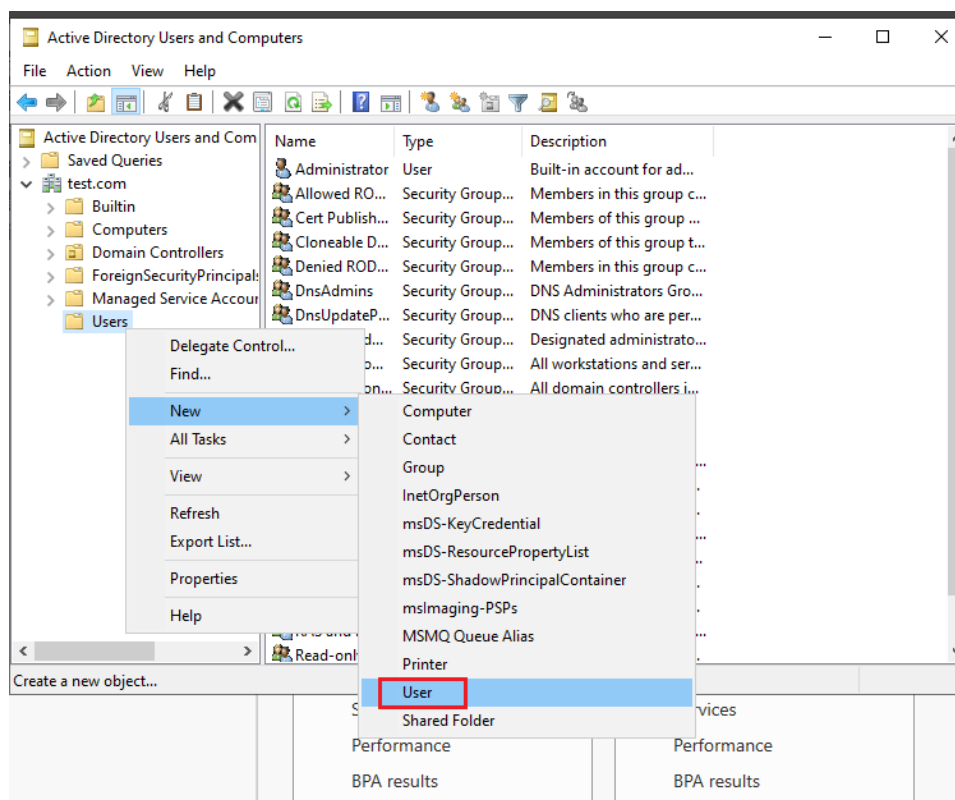 Active Directory Users and Computers
File Action View Help
Active Directory Users and Com
Saved Queries
test.com
Builtin
Computers
Domain Controllers
ForeignSecurityPrincipals
Managed Service Accour
Users
Name Type Description
Administrator User Built-in account for ad...
Allowed RO... Security Group... Members in this group c...
Cert Publish... Security Group... Members of this group ...
Cloneable D... Security Group... Members of this group t...
Denied ROD... Security Group... Members in this group c...
DnsAdmins Security Group... DNS Administrators Gro...
DnsUpdateP... Security Group... DNS clients who are per...
d... Security Group... Designated administrato...
Security Group... All workstations and ser...
on... Security Group... All domain controllers i...
Read-onl
Delegate Control...
Find...
New
All Tasks
View
Refresh
Export List...
Properties
Help
Computer
Contact
Group
InetOrgPerson
msDS-KeyCredential
msDS-ResourcePropertyList
msDS-ShadowPrincipalContainer
msImaging-PSPs
MSMQ Queue Alias
Printer
User
Shared Folder
Create a new object...
vices
Performance Performance
BPA results BPA results